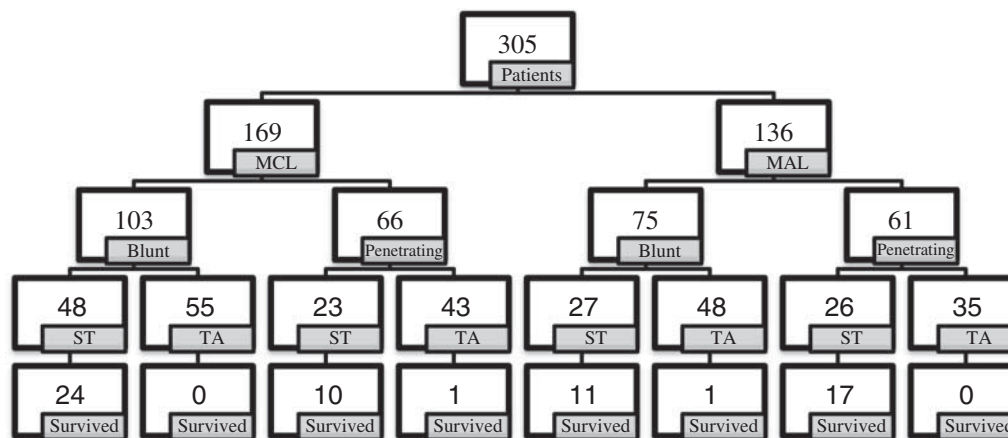 305
Patients
169
MCL
136
MAL
103
Blunt
66
Penetrating
75
Blunt
61
Penetrating
48
ST
55
TA
23
ST
43
TA
27
ST
48
TA
26
ST
35
TA
24
Survived
0
Survived
10
Survived
1
Survived
11
Survived
1
Survived
17
Survived
0
Survived